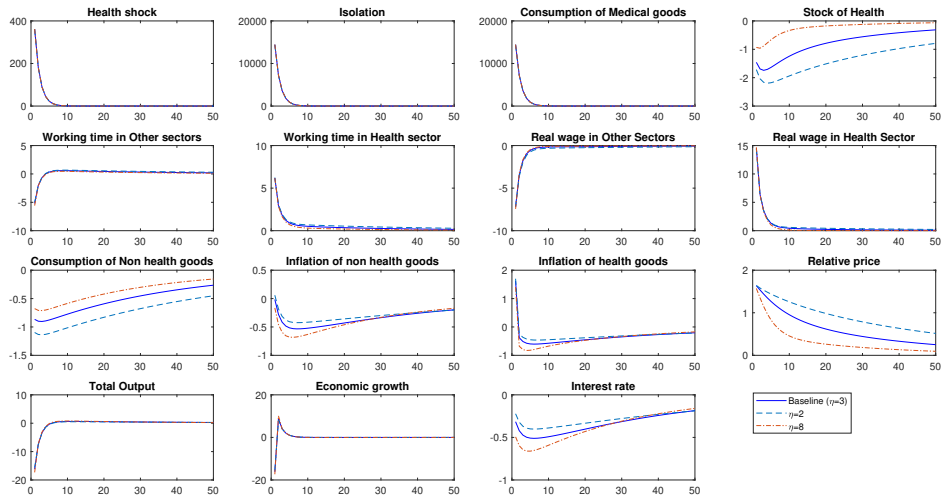 Health shock
400
200
0
0 10 20 30 40 50
Isolation
20000
10000
0
0 10 20 30 40 50
Consumption of Medical goods
20000
10000
0
0 10 20 30 40 50
Stock of Health
0
-1
-2
-3
0 10 20 30 40 50
Working time in Other sectors
5
0
-5
-10
0 10 20 30 40 50
Working time in Health sector
10
5
0
0 10 20 30 40 50
Real wage in Other Sectors
0
-5
-10
0 10 20 30 40 50
Real wage in Health Sector
15
10
5
0
0 10 20 30 40 50
Consumption of Non health goods
0
-0.5
-1
-1.5
0 10 20 30 40 50
Inflation of non health goods
0.5
0
-0.5
-1
0 10 20 30 40 50
Inflation of health goods
2
1
0
1
0 10 20 30 40 50
Relative price
2
1
0
0 10 20 30 40 50
Total Output
10
0
-10
-20
0 10 20 30 40 50
Economic growth
20
0
-20
0 10 20 30 40 50
Interest rate
0
-0.5
-1
0 10 20 30 40 50
Baseline (η=3)
η=2
η=8